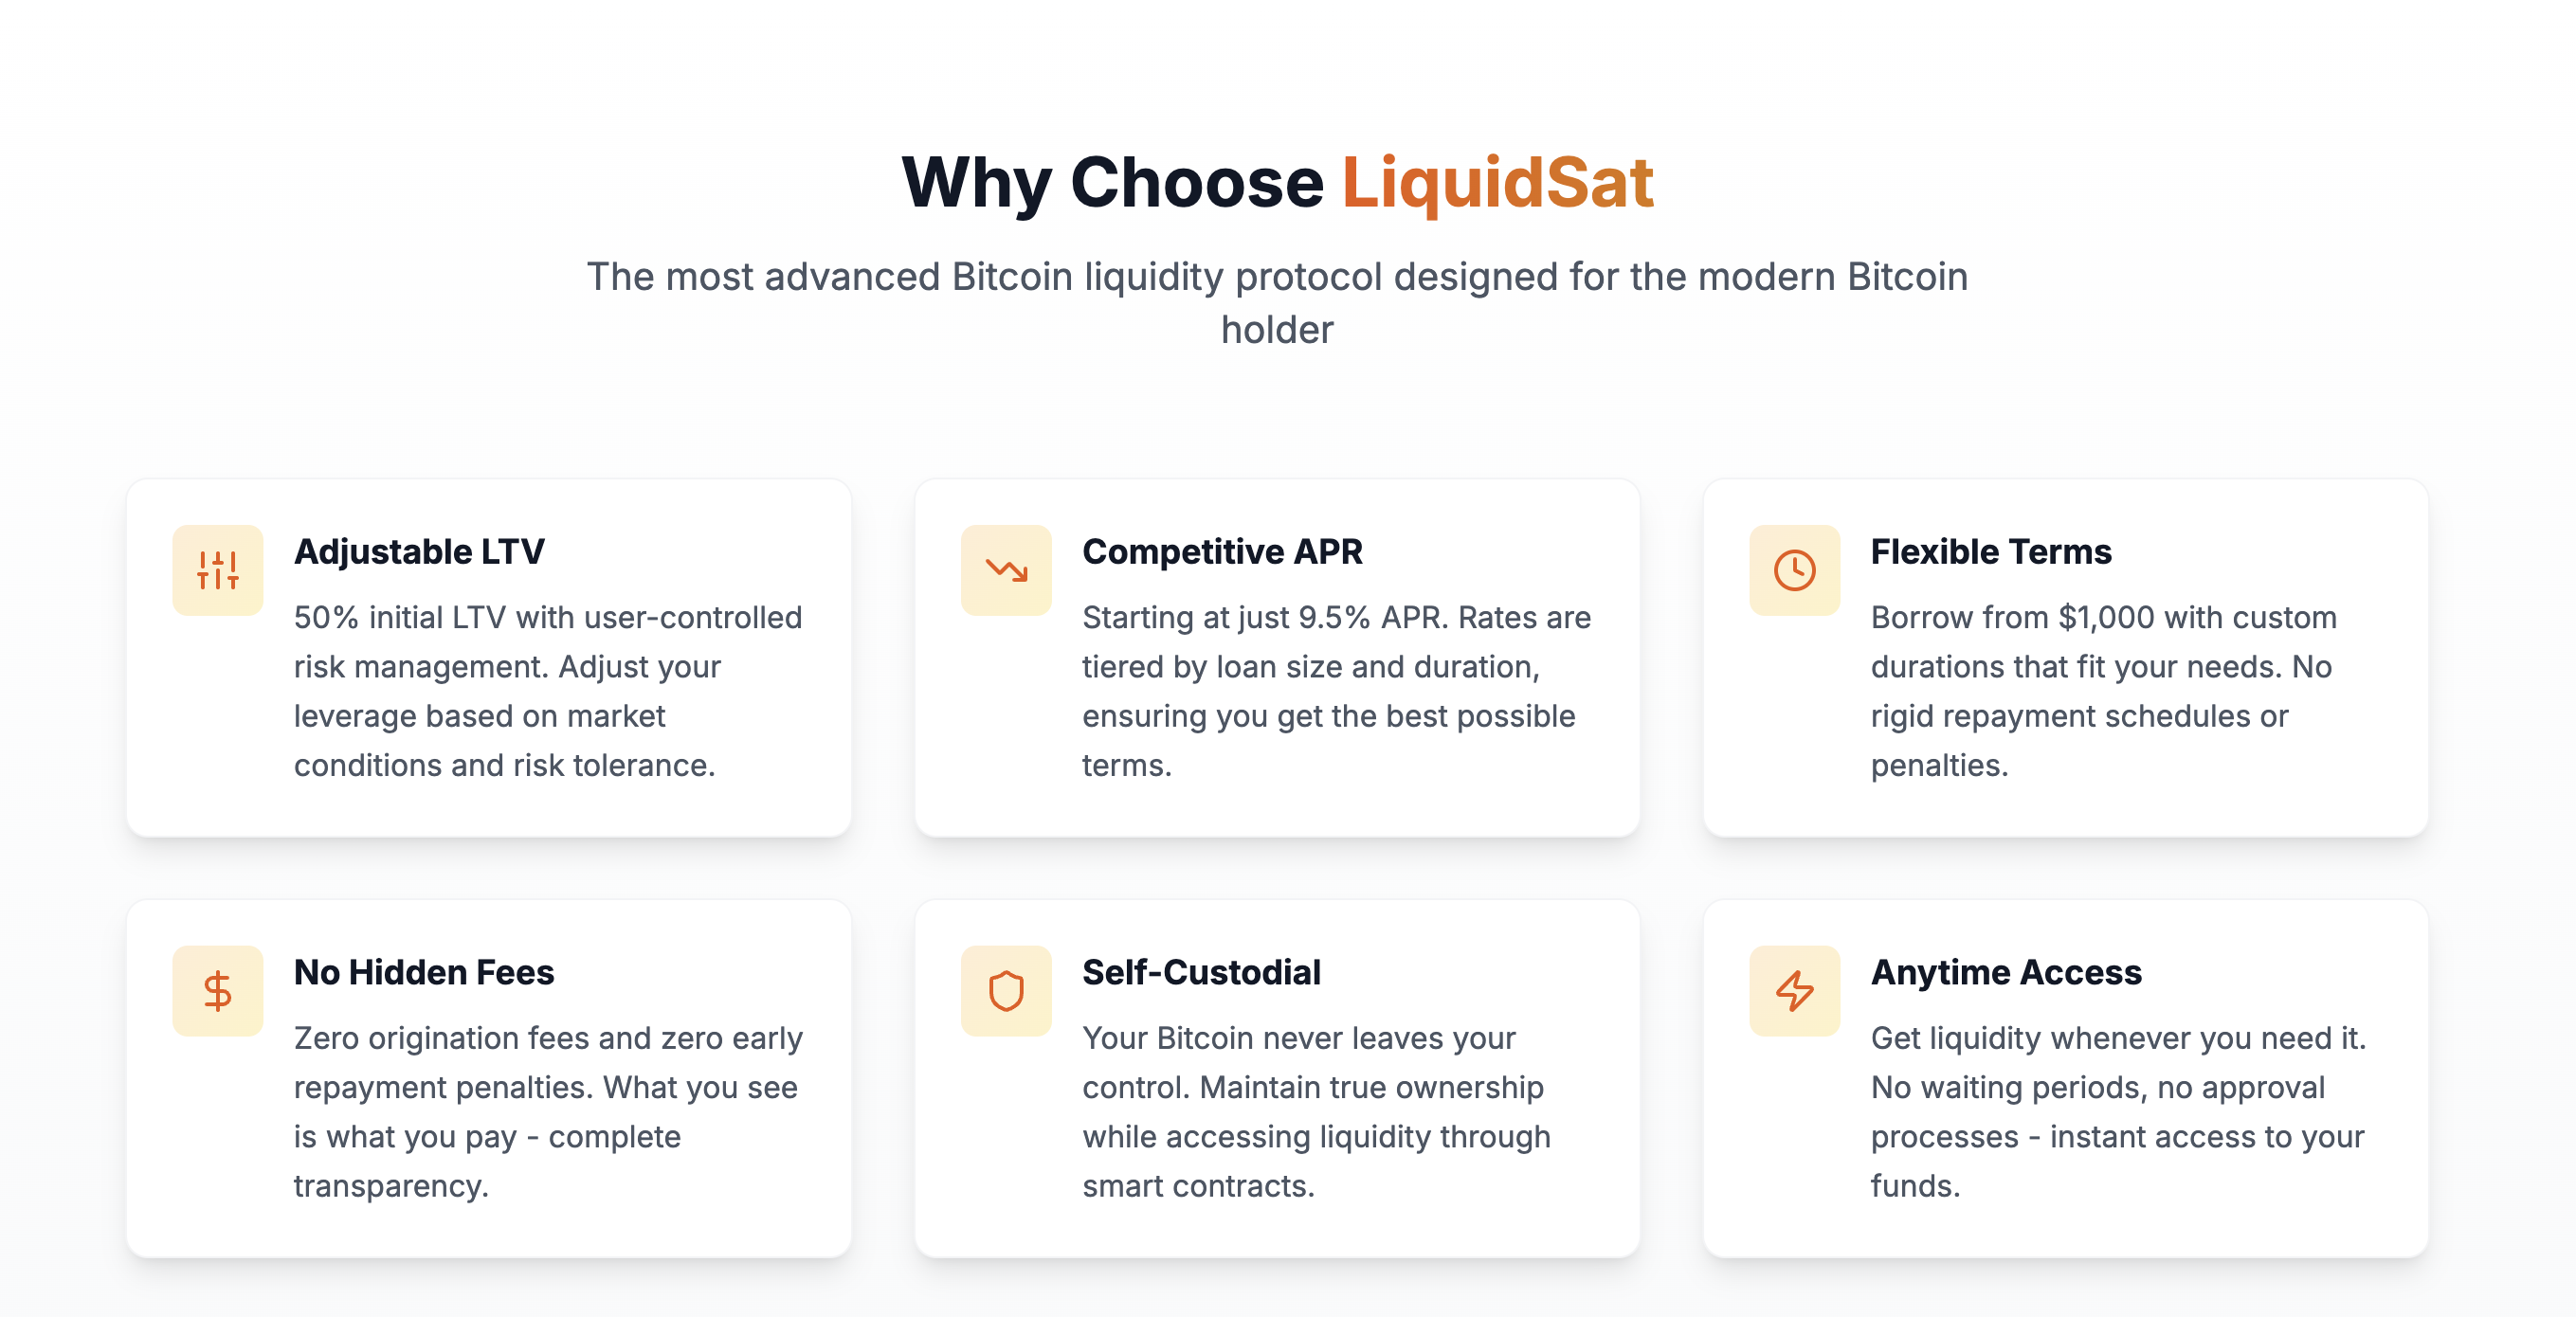 Why Choose LiquidSat
The most advanced Bitcoin liquidity protocol designed for the modern Bitcoin
holder
Adjustable LTV
50% initial LTV with user-controlled
risk management. Adjust your
leverage based on market
conditions and risk tolerance.
Competitive APR
Starting at just 9.5% APR. Rates are
tiered by loan size and duration,
ensuring you get the best possible
terms.
Flexible Terms
Borrow from $1,000 with custom
durations that fit your needs. No
rigid repayment schedules or
penalties.
No Hidden Fees
Zero origination fees and zero early
repayment penalties. What you see
is what you pay - complete
transparency.
Self-Custodial
Your Bitcoin never leaves your
control. Maintain true ownership
while accessing liquidity through
smart contracts.
Anytime Access
Get liquidity whenever you need it.
No waiting periods, no approval
processes - instant access to your
funds.